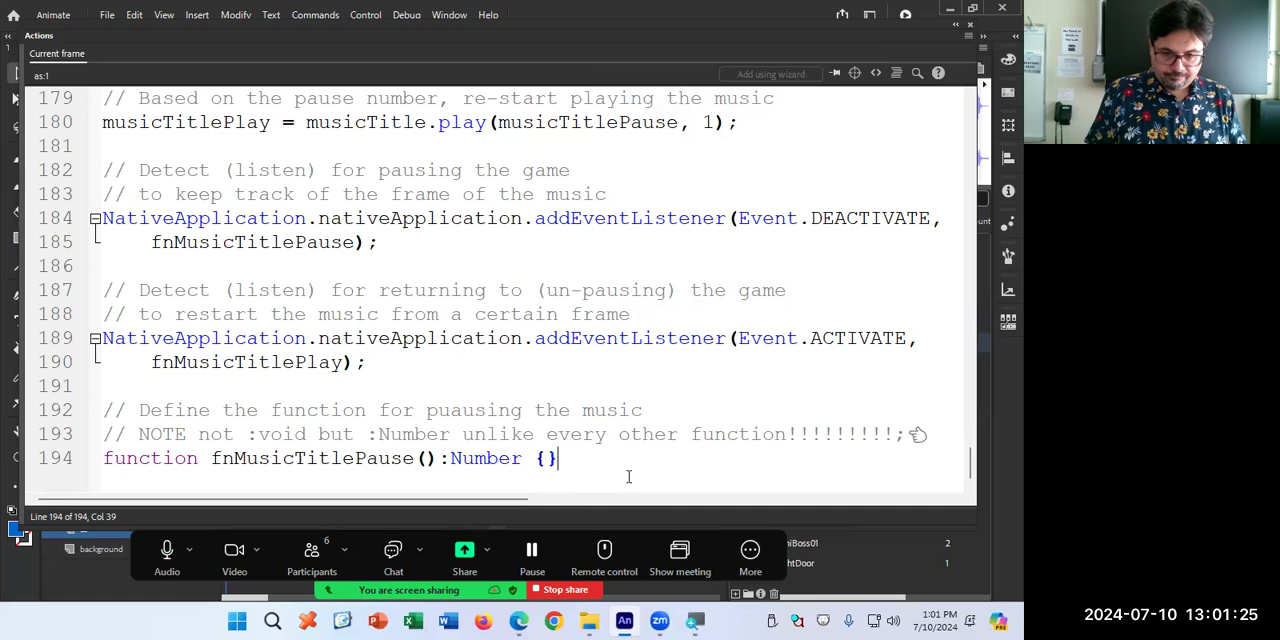 Animate
File Edit View Insert Modify Text Commands Control Debug Window Help
Actions
Current frame
as:1
Add using wizard
179 // Based on the pause number, re-start playing the music
180 musicTitlePlay = musicTitle.play(musicTitlePause, 1);
181
182 // Detect (listen) for pausing the game
183 // to keep track of the frame of the music
184 NativeApplication.nativeApplication.addEventListener(Event.DEACTIVATE,
185 fnMusicTitlePause);
186
187 // Detect (listen) for returning to (un-pausing) the game
188 // to restart the music from a certain frame
189 NativeApplication.nativeApplication.addEventListener(Event.ACTIVATE,
190 fnMusicTitlePlay);
191
192 // Define the function for puausing the music
193 // NOTE not :void but :Number unlike every other function!!!!!!!!!;
194 function fnMusicTitlePause():Number {}
Line 194 of 194, Col 39
background
niBoss01 2
htDoor 1
6
Audio Video Participants Chat Share Pause Remote control Show meeting More
You are screen sharing Stop share
1:01 PM
7/10/2024
2024-07-10 13:01:25